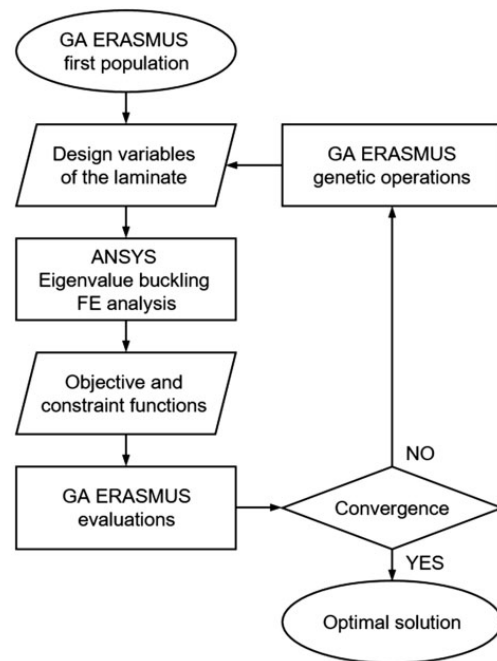 GA ERASMUS
first population
Design variables
of the laminate
GA ERASMUS
genetic operations
ANSYS
Eigenvalue buckling
FE analysis
Objective and
constraint functions
GA ERASMUS
evaluations
NO
Convergence
YES
Optimal solution